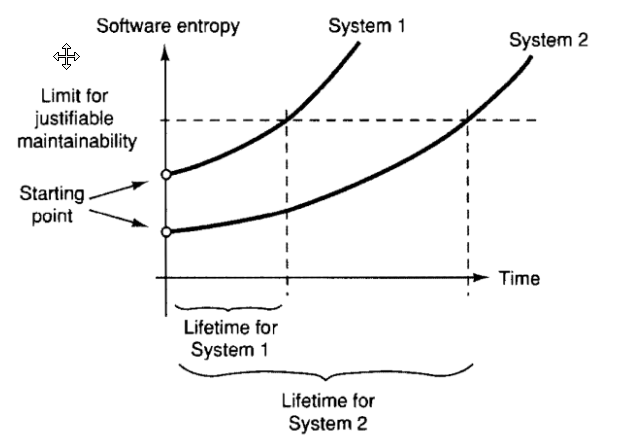 Software entropy
System 1
System 2
Limit for
justifiable
maintainability
Starting
point
Time
Lifetime for
System 1
Lifetime for
System 2